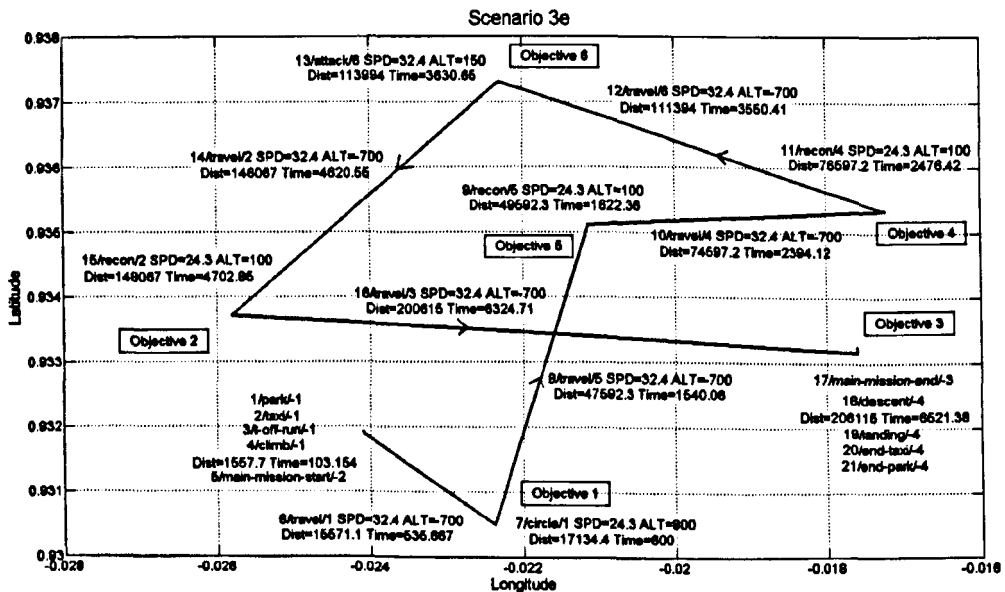 Scenario 3e
0.938
0.937
0.936
0.935
0.934
0.933
0.932
0.931
0.93
Latitude
13/attack/6 SPD=32.4 ALT=150
Dist=113994 Time=3630.65
Objective 6
12/travel/6 SPD=32.4 ALT=-700
Dist=111394 Time=3550.41
11/recon/4 SPD=24.3 ALT=100
Dist=76597.2 Time=2476.42
14/travel/2 SPD=32.4 ALT=-700
Dist=146067 Time=4620.55
9/recon/5 SPD=24.3 ALT=100
Dist=49592.3 Time=1622.36
Objective 5
10/travel/4 SPD=32.4 ALT=-700
Dist=74597.2 Time=2394.12
Objective 4
15/recon/2 SPD=24.3 ALT=100
Dist=148067 Time=4702.85
16/travel/3 SPD=32.4 ALT=-700
Dist=200615 Time=6324.71
Objective 2
Objective 3
8/travel/5 SPD=32.4 ALT=-700
Dist=47592.3 Time=1540.06
17/main-mission-end/-3
18/descent/-4
Dist=206115 Time=6521.38
19/landing/-4
20/end-taxi/-4
21/end-park/-4
1/park/-1
2/taxi/-1
3/t-off-run/-1
4/climb/-1
Dist=1557.7 Time=103.154
5/main-mission-start/-2
Objective 1
6/travel/1 SPD=32.4 ALT=-700
Dist=15571.1 Time=535.667
7/circle/1 SPD=24.3 ALT=900
Dist=17134.4 Time=600
-0.028 -0.026 -0.024 -0.022 -0.02 -0.018 -0.016
Longitude